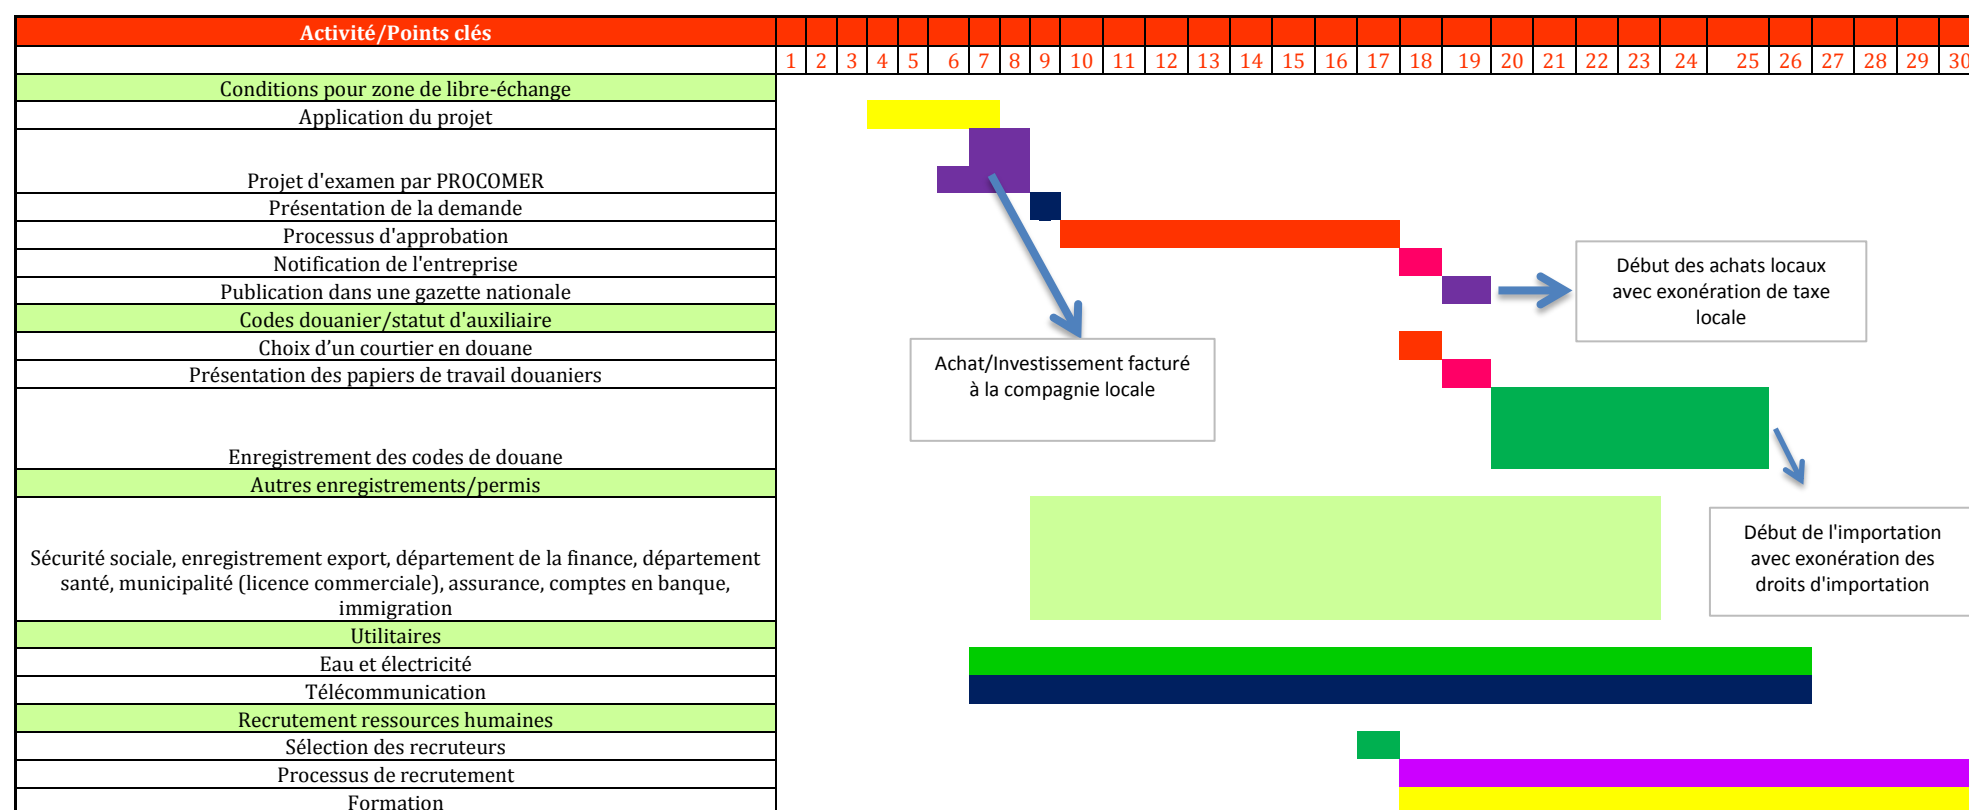 Activité/Points clés
1 2 3 4 5 6 7 8 9 10 11 12 13 14 15 16 17 18 19 20 21 22 23 24 25 26 27 28 29 30
Conditions pour zone de libre-échange
Application du projet
Projet d'examen par PROCOMER
Présentation de la demande
Processus d'approbation
Notification de l'entreprise
Publication dans une gazette nationale
Début des achats locaux
avec exonération de taxe
locale
Codes douanier/statut d'auxiliaire
Choix d’un courtier en douane
Présentation des papiers de travail douaniers
Achat/Investissement facturé
à la compagnie locale
Enregistrement des codes de douane
Autres enregistrements/permis
Sécurité sociale, enregistrement export, département de la finance, département
santé, municipalité (licence commerciale), assurance, comptes en banque,
immigration
Début de l'importation
avec exonération des
droits d'importation
Utilitaires
Eau et électricité
Télécommunication
Recrutement ressources humaines
Sélection des recruteurs
Processus de recrutement
Formation